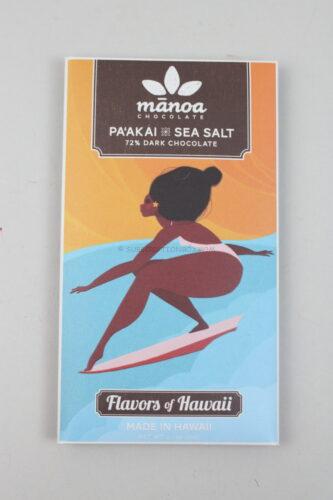 mānoa
CHOCOLATE
PA'AKAI SEA SALT
72% DARK CHOCOLATE
Flavors of Hawaii
MADE IN HAWAII